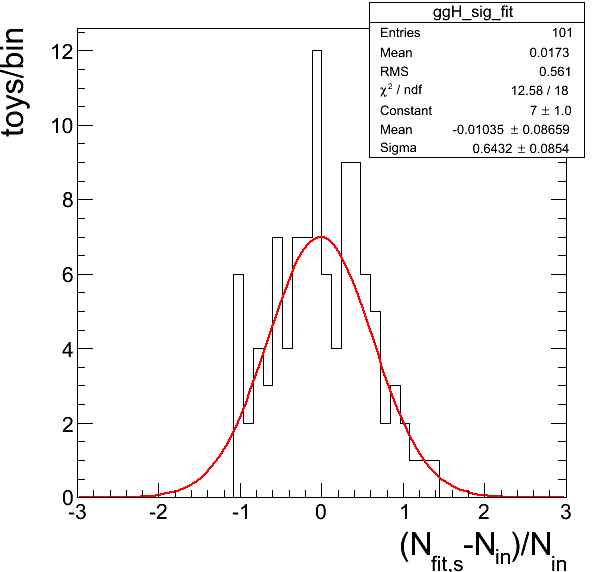 ggH_sig_fit
Entries 101
Mean 0.0173
RMS 0.561
χ² / ndf 12.58 / 18
Constant 7 ± 1.0
Mean -0.01035 ± 0.08659
Sigma 0.6432 ± 0.0854
toys/bin
12
10
8
6
4
2
0
-3 -2 -1 0 1 2 3
(N_fit,s-N_in)/N_in